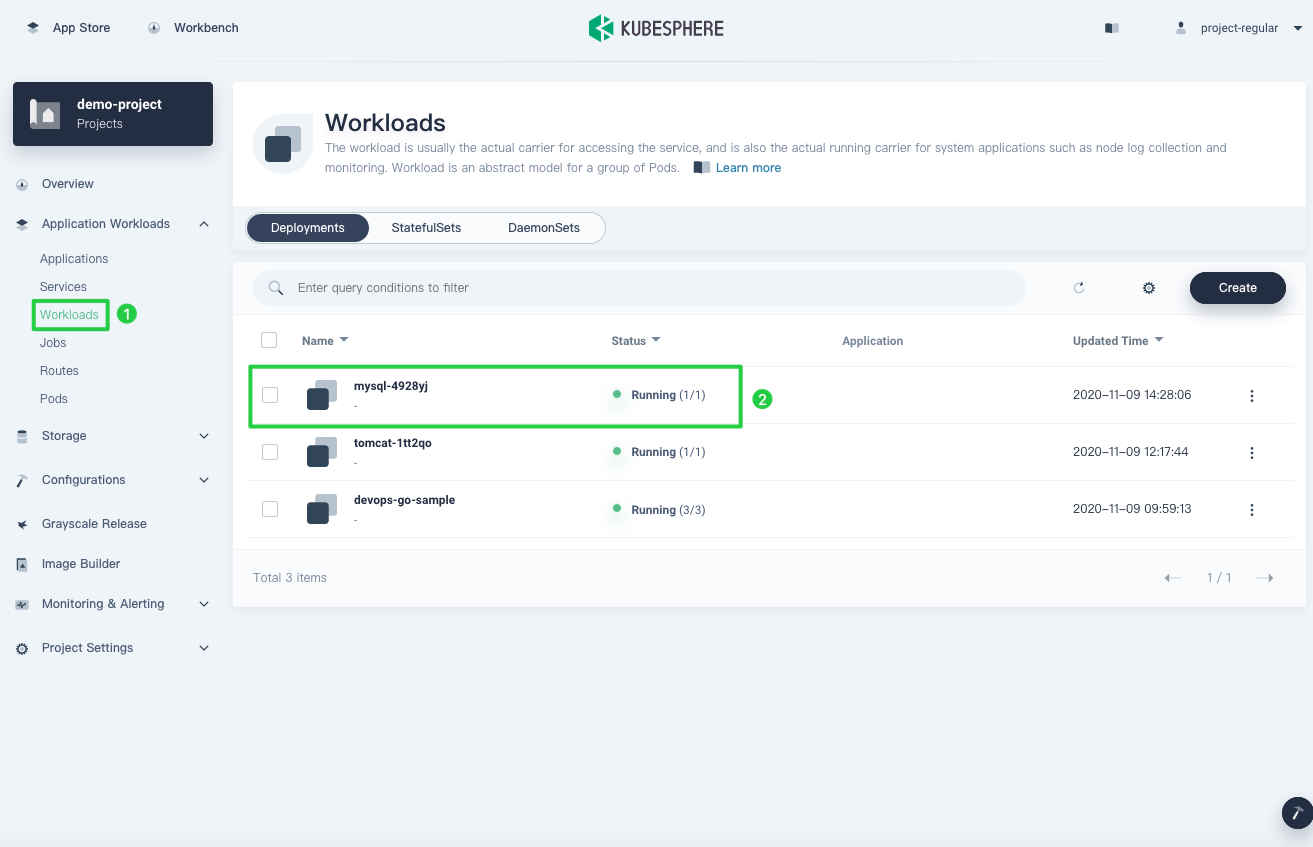 App Store
Workbench
KUBESPHERE
project-regular
demo-project
Projects
Overview
Application Workloads
Applications
Services
Workloads
1
Jobs
Routes
Pods
Storage
Configurations
Grayscale Release
Image Builder
Monitoring & Alerting
Project Settings
Workloads
The workload is usually the actual carrier for accessing the service, and is also the actual running carrier for system applications such as node log collection and
monitoring. Workload is an abstract model for a group of Pods. Learn more
Deployments StatefulSets DaemonSets
Enter query conditions to filter
Create
Name Status Application Updated Time
mysql-4928yj
-
Running (1/1)
2
2020-11-09 14:28:06
tomcat-1tt2qo
-
Running (1/1)
2020-11-09 12:17:44
devops-go-sample
-
Running (3/3)
2020-11-09 09:59:13
Total 3 items
1 / 1